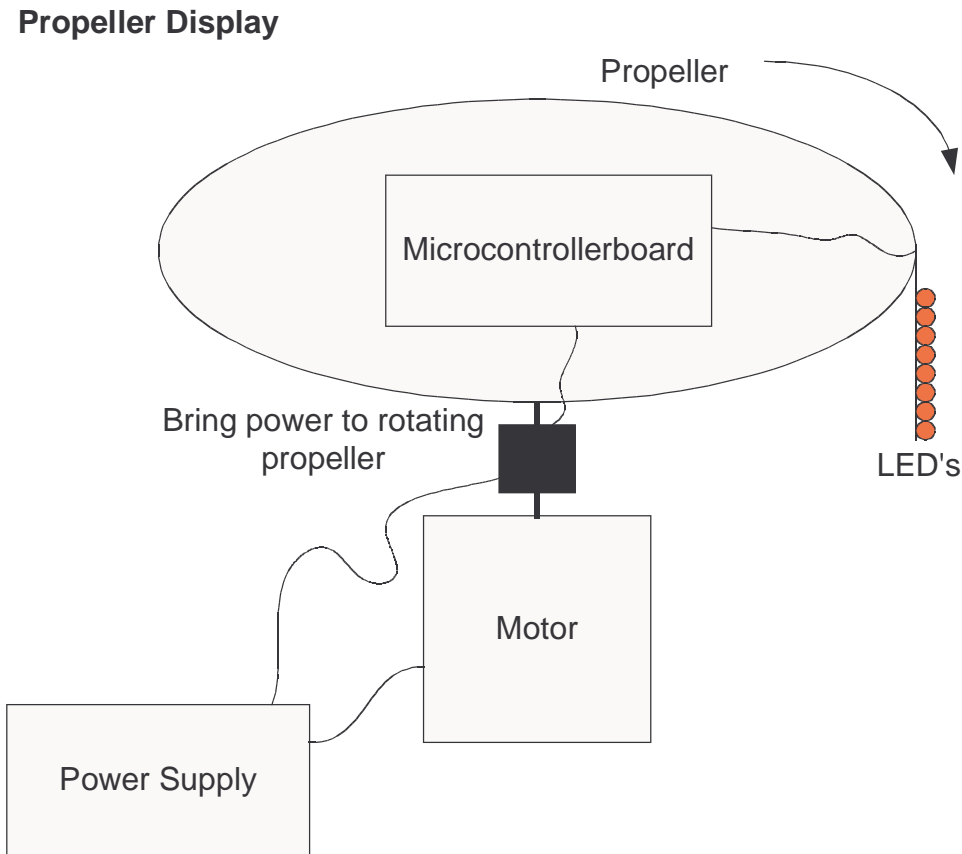 Propeller Display
Propeller
Microcontrollerboard
Bring power to rotating
propeller
LED's
Motor
Power Supply